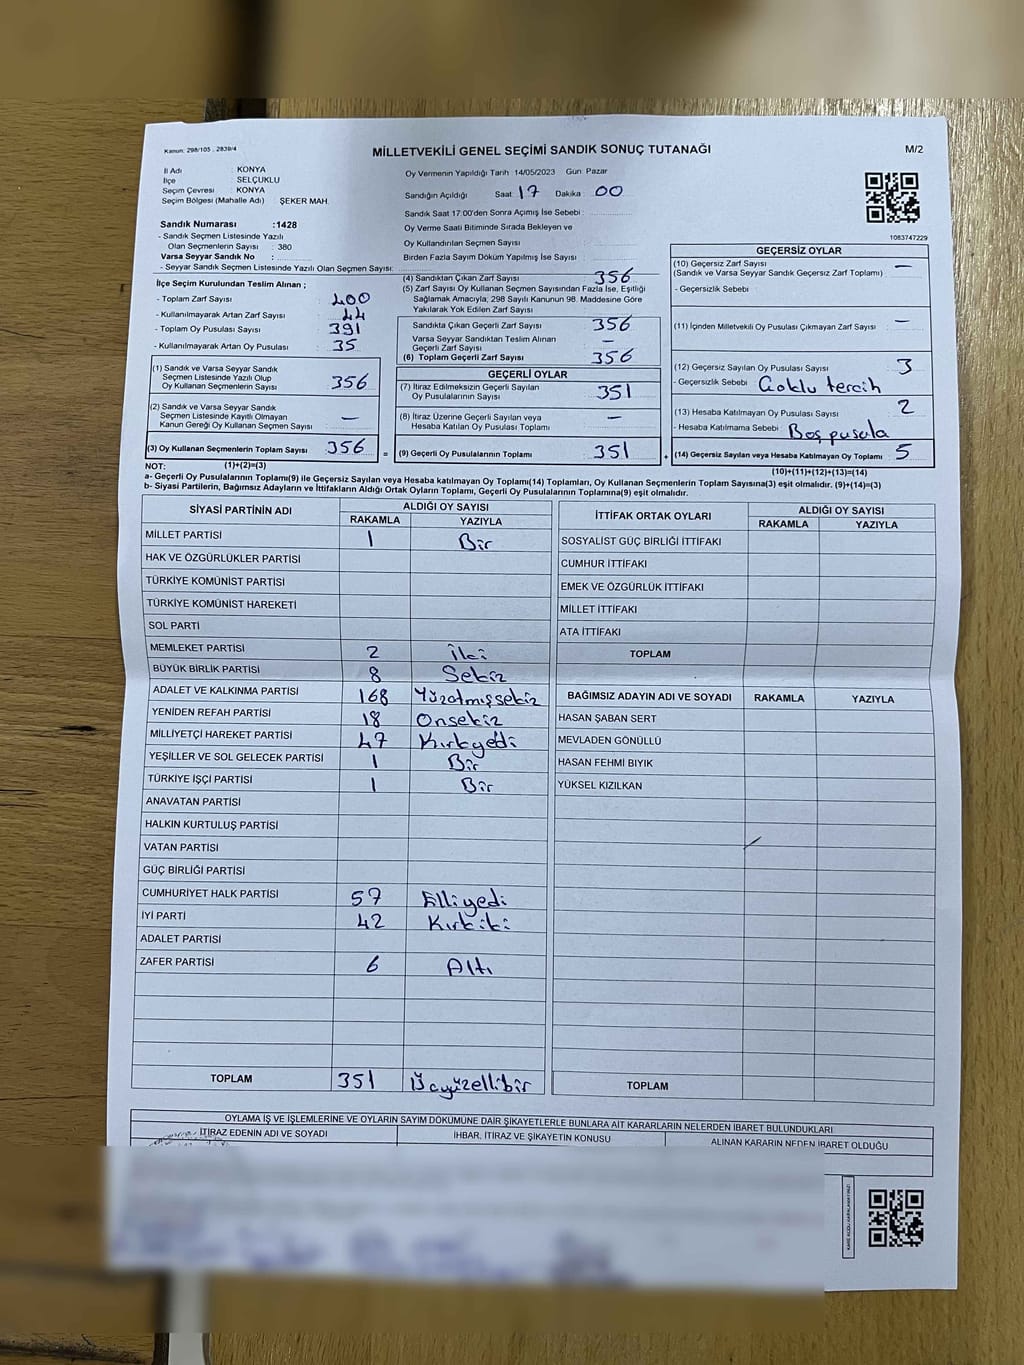 Kanun: 298/105 , 2839/4
MİLLETVEKİLİ GENEL SEÇİMİ SANDIK SONUÇ TUTANAĞI
M/2
İl Adı : KONYA
İlçe : SELÇUKLU
Seçim Çevresi : KONYA
Seçim Bölgesi (Mahalle Adı) ŞEKER MAH.
Sandık Numarası :1428
- Sandık Seçmen Listesinde Yazılı
Olan Seçmenlerin Sayısı : 380
Varsa Seyyar Sandık No :
- Seyyar Sandık Seçmen Listesinde Yazılı Olan Seçmen Sayısı:
Oy Vermenin Yapıldığı Tarih 14/05/2023 Gün: Pazar
Sandığın Açıldığı Saat: 17 Dakika : 00
Sandık Saat 17:00'den Sonra Açımış İse Sebebi :
Oy Verme Saati Bitiminde Sırada Bekleyen ve
Oy Kullandırılan Seçmen Sayısı
Birden Fazla Sayım Döküm Yapılmış İse Sayısı :
1083747229
İlçe Seçim Kurulundan Teslim Alınan ;
- Toplam Zarf Sayısı : 400
- Kullanılmayarak Artan Zarf Sayısı : 44
- Toplam Oy Pusulası Sayısı : 391
- Kullanılmayarak Artan Oy Pusulası : 35
(1) Sandık ve Varsa Seyyar Sandık
Seçmen Listesinde Yazılı Olup
Oy Kullanan Seçmenlerin Sayısı : 356
(2) Sandık ve Varsa Seyyar Sandık
Seçmen Listesinde Kayıtlı Olmayan
Kanun Gereği Oy Kullanan Seçmen Sayısı : —
(3) Oy Kullanan Seçmenlerin Toplam Sayısı : 356
(4) Sandıktan Çıkan Zarf Sayısı 356
(5) Zarf Sayısı Oy Kullanan Seçmen Sayısından Fazla İse, Eşitliği
Sağlamak Amacıyla, 298 Sayılı Kanunun 98. Maddesine Göre
Yakılarak Yok Edilen Zarf Sayısı
Sandıkta Çıkan Geçerli Zarf Sayısı : 356
Varsa Seyyar Sandıktan Teslim Alınan
Geçerli Zarf Sayısı : —
(6) Toplam Geçerli Zarf Sayısı : 356
GEÇERLİ OYLAR
(7) İtiraz Edilmeksizin Geçerli Sayılan
Oy Pusulalarının Sayısı : 351
(8) İtiraz Üzerine Geçerli Sayılan veya
Hesaba Katılan Oy Pusulası Toplamı : —
= (9) Geçerli Oy Pusulalarının Toplamı : 351
GEÇERSİZ OYLAR
(10) Geçersiz Zarf Sayısı : —
(Sandık ve Varsa Seyyar Sandık Geçersiz Zarf Toplamı)
- Geçersizlik Sebebi :
(11) İçinden Milletvekili Oy Pusulası Çıkmayan Zarf Sayısı : —
(12) Geçersiz Sayılan Oy Pusulası Sayısı : 3
- Geçersizlik Sebebi : Çoklu tercih
(13) Hesaba Katılmayan Oy Pusulası Sayısı : 2
- Hesaba Katılmama Sebebi : Boş pusula
(14) Geçersiz Sayılan veya Hesaba Katılmayan Oy Toplamı : 5
NOT: (1)+(2)=(3)
(10)+(11)+(12)+(13)=(14)
a- Geçerli Oy Pusulalarının Toplamı(9) ile Geçersiz Sayılan veya Hesaba katılmayan Oy Toplamı(14) Toplamları, Oy Kullanan Seçmenlerin Toplam Sayısına(3) eşit olmalıdır. (9)+(14)=(3)
b- Siyasi Partilerin, Bağımsız Adayların ve İttifakların Aldığı Ortak Oyların Toplamı, Geçerli Oy Pusulalarının Toplamına(9) eşit olmalıdır.
SİYASİ PARTİNİN ADI ALDIĞI OY SAYISI
RAKAMLA YAZIYLA
MİLLET PARTİSİ 1 Bir
HAK VE ÖZGÜRLÜKLER PARTİSİ
TÜRKİYE KOMÜNİST PARTİSİ
TÜRKİYE KOMÜNİST HAREKETİ
SOL PARTİ
MEMLEKET PARTİSİ 2 İki
BÜYÜK BİRLİK PARTİSİ 8 Sekiz
ADALET VE KALKINMA PARTİSİ 168 Yüzatmışsekiz
YENİDEN REFAH PARTİSİ 18 Onsekiz
MİLLİYETÇİ HAREKET PARTİSİ 47 Kırkyedi
YEŞİLLER VE SOL GELECEK PARTİSİ 1 Bir
TÜRKİYE İŞÇİ PARTİSİ 1 Bir
ANAVATAN PARTİSİ
HALKIN KURTULUŞ PARTİSİ
VATAN PARTİSİ
GÜÇ BİRLİĞİ PARTİSİ
CUMHURİYET HALK PARTİSİ 57 Elliyedi
İYİ PARTİ 42 Kırkiki
ADALET PARTİSİ
ZAFER PARTİSİ 6 Altı
TOPLAM 351 Üçyüzellibir
İTTİFAK ORTAK OYLARI ALDIĞI OY SAYISI
RAKAMLA YAZIYLA
SOSYALİST GÜÇ BİRLİĞİ İTTİFAKI
CUMHUR İTTİFAKI
EMEK VE ÖZGÜRLÜK İTTİFAKI
MİLLET İTTİFAKI
ATA İTTİFAKI
TOPLAM
BAĞIMSIZ ADAYIN ADI VE SOYADI RAKAMLA YAZIYLA
HASAN ŞABAN SERT
MEVLADEN GÖNÜLLÜ
HASAN FEHMİ BIYIK
YÜKSEL KIZILKAN
TOPLAM
OYLAMA İŞ VE İŞLEMLERİNE VE OYLARIN SAYIM DÖKÜMÜNE DAİR ŞİKAYETLERLE BUNLARA AİT KARARLARIN NELERDEN İBARET BULUNDUKLARI
İTİRAZ EDENİN ADI VE SOYADI İHBAR, İTİRAZ VE ŞİKAYETİN KONUSU ALINAN KARARIN NEDEN İBARET OLDUĞU